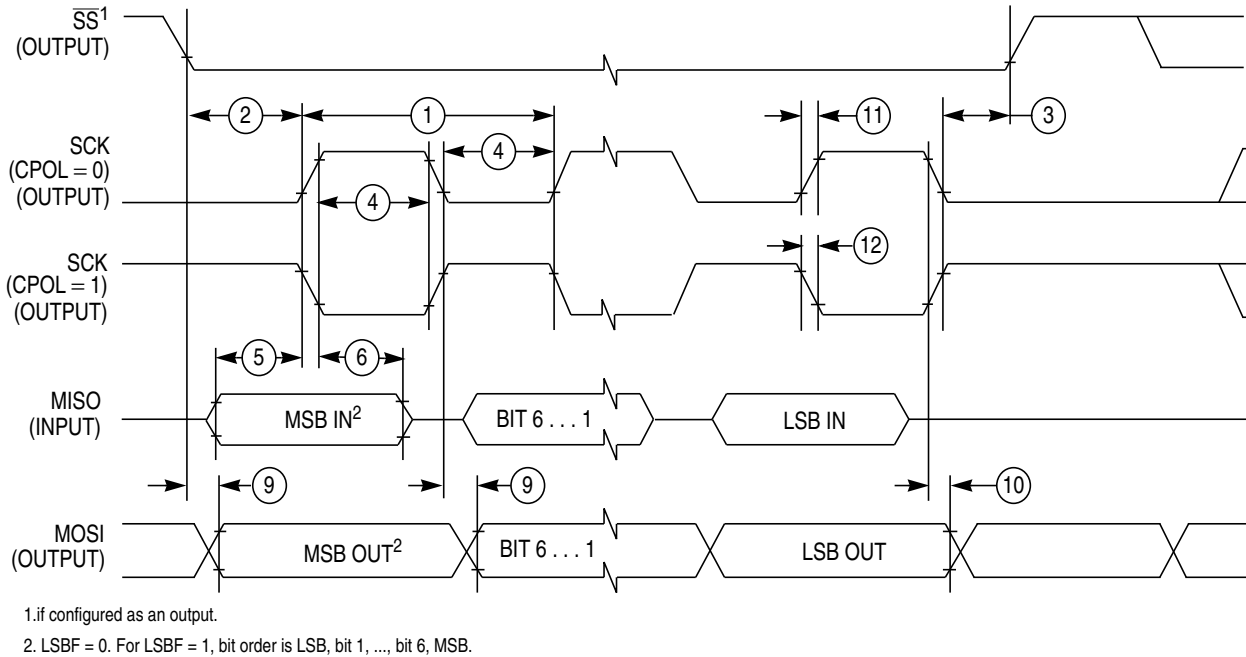 SS¹
(OUTPUT)
2
1
11
3
SCK
(CPOL = 0)
(OUTPUT)
4
4
12
SCK
(CPOL = 1)
(OUTPUT)
5
6
MISO
(INPUT)
MSB IN²
BIT 6 . . . 1
LSB IN
9
9
10
MOSI
(OUTPUT)
MSB OUT²
BIT 6 . . . 1
LSB OUT
1.if configured as an output.
2. LSBF = 0. For LSBF = 1, bit order is LSB, bit 1, ..., bit 6, MSB.